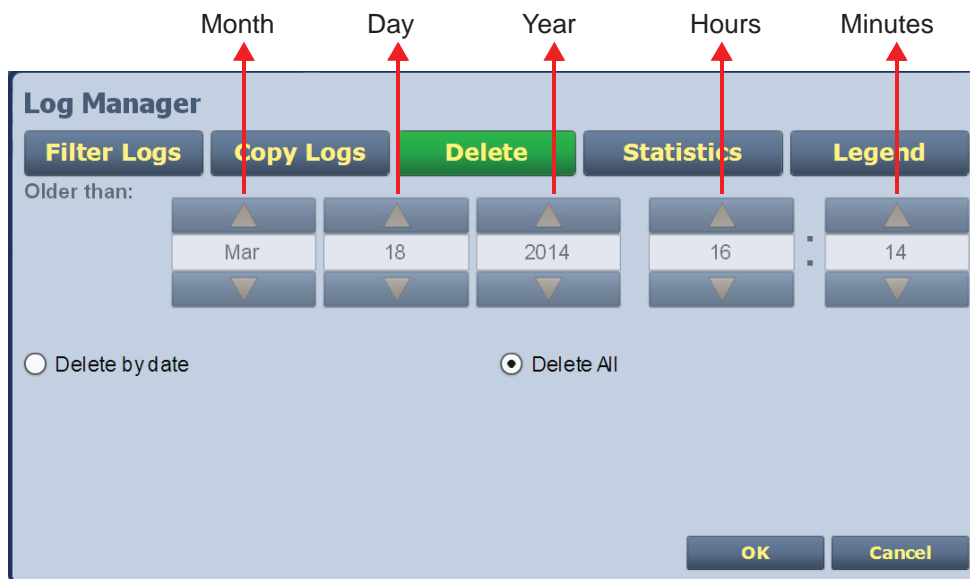 Month Day Year Hours Minutes
Log Manager
Filter Logs Copy Logs Delete Statistics Legend
Older than:
Mar 18 2014 16 : 14
Delete by date Delete All
OK Cancel